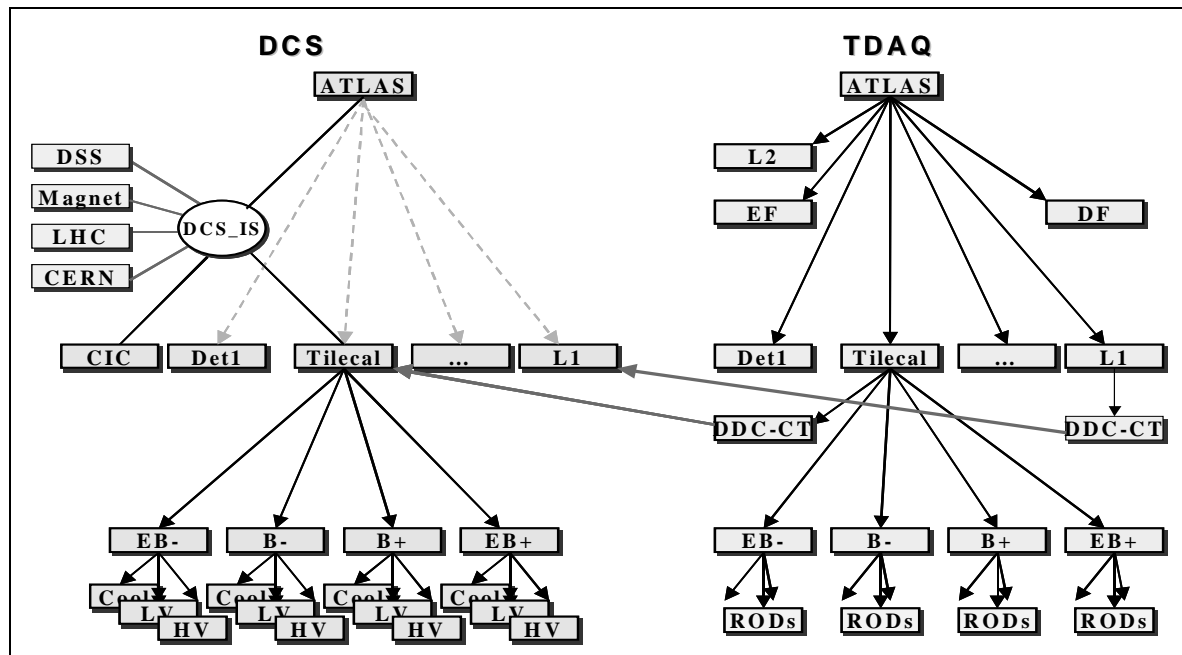 DCS TDAQ
ATLAS ATLAS
DSS L2
Magnet EF DF
DCS_IS
LHC
CERN
CIC Det1 Tilecal ... L1 Det1 Tilecal ... L1
DDC-CT DDC-CT
EB- B- B+ EB+ EB- B- B+ EB+
Cool Cool Cool Cool
LV LV LV LV RODs RODs RODs RODs
HV HV HV HV